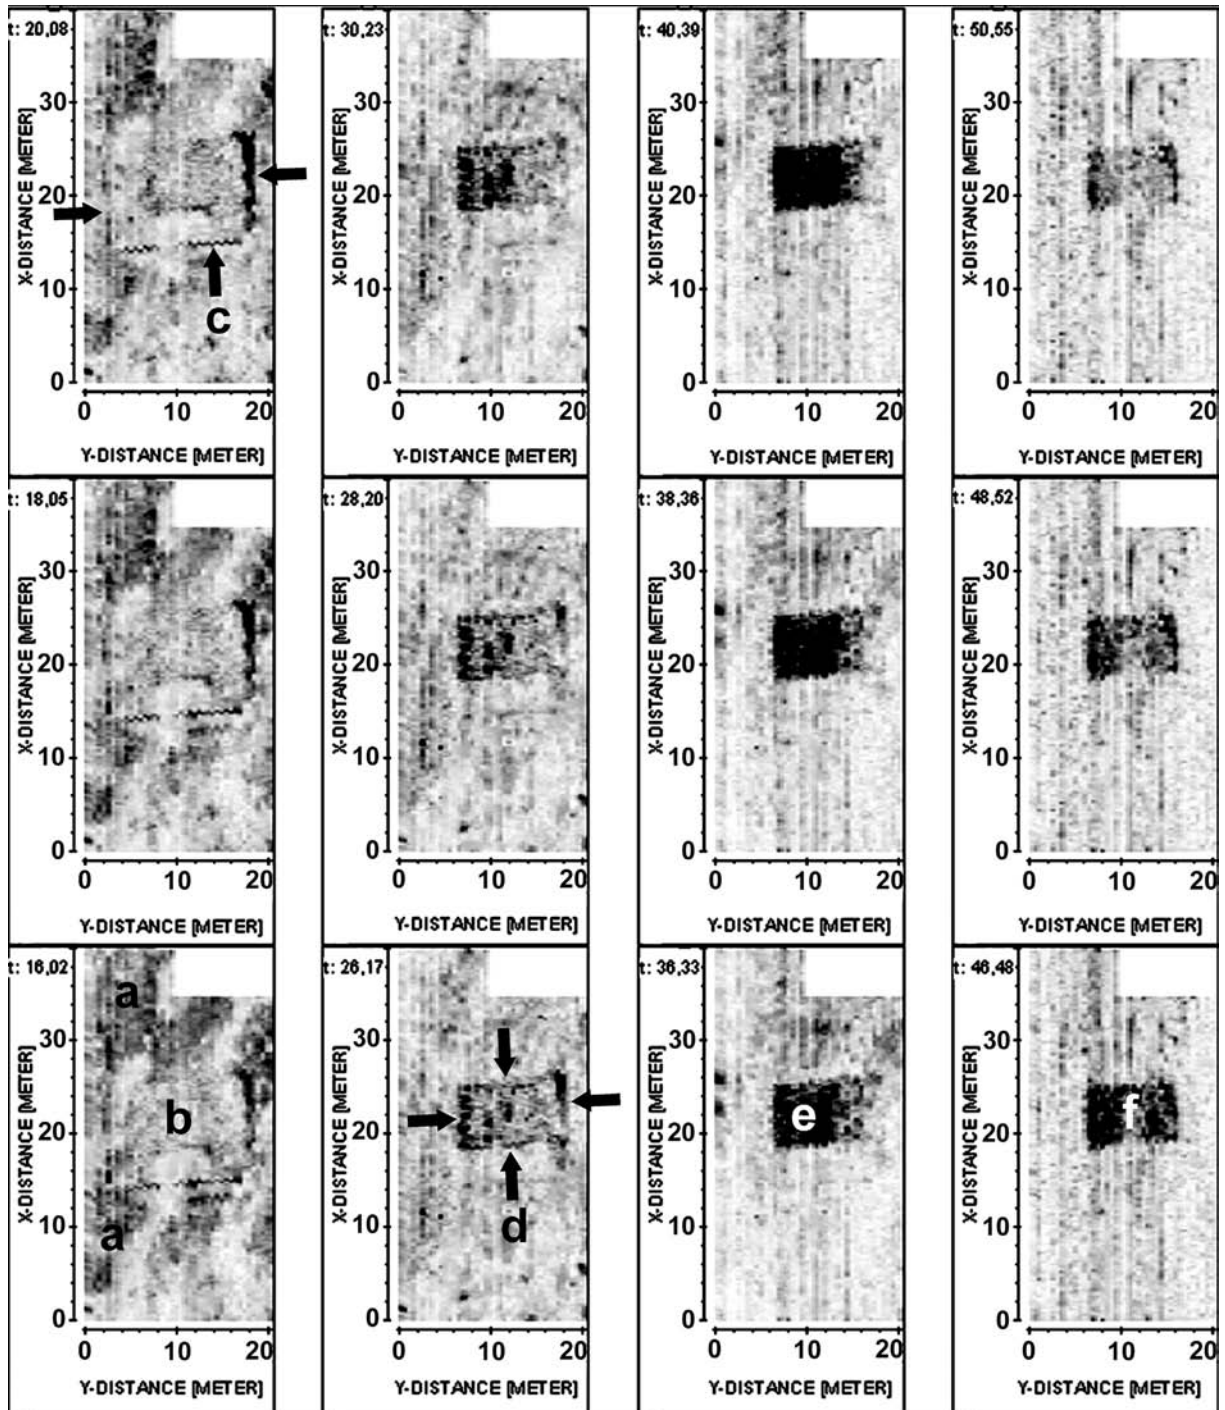 t: 20,08
X-DISTANCE [METER]
30
20
10
0
c
0 10 20
Y-DISTANCE [METER]
t: 30,23
X-DISTANCE [METER]
30
20
10
0
0 10 20
Y-DISTANCE [METER]
t: 40,39
X-DISTANCE [METER]
30
20
10
0
0 10 20
Y-DISTANCE [METER]
t: 50,55
X-DISTANCE [METER]
30
20
10
0
0 10 20
Y-DISTANCE [METER]
t: 18,05
X-DISTANCE [METER]
30
20
10
0
0 10 20
Y-DISTANCE [METER]
t: 28,20
X-DISTANCE [METER]
30
20
10
0
0 10 20
Y-DISTANCE [METER]
t: 38,36
X-DISTANCE [METER]
30
20
10
0
0 10 20
Y-DISTANCE [METER]
t: 48,52
X-DISTANCE [METER]
30
20
10
0
0 10 20
Y-DISTANCE [METER]
t: 16,02
X-DISTANCE [METER]
a
30
b
20
10
a
0
0 10 20
Y-DISTANCE [METER]
t: 26,17
X-DISTANCE [METER]
30
20
10
d
0
0 10 20
Y-DISTANCE [METER]
t: 36,33
X-DISTANCE [METER]
30
e
20
10
0
0 10 20
Y-DISTANCE [METER]
t: 46,48
X-DISTANCE [METER]
30
f
20
10
0
0 10 20
Y-DISTANCE [METER]